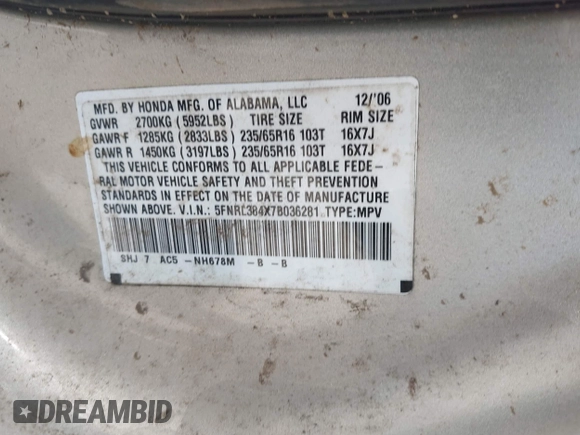 MFD. BY HONDA MFG. OF ALABAMA, LLC 12/'06
GVWR 2700KG (5952LBS) TIRE SIZE RIM SIZE
GAWR F 1285KG (2833LBS) 235/65R16 103T 16X7J
GAWR R 1450KG (3197LBS) 235/65R16 103T 16X7J
THIS VEHICLE CONFORMS TO ALL APPLICABLE FEDE-
RAL MOTOR VEHICLE SAFETY AND THEFT PREVENTION
STANDARDS IN EFFECT ON THE DATE OF MANUFACTURE
SHOWN ABOVE. V.I.N.: 5FNRL384X7B036281 TYPE:MPV
SHJ 7 AC5 -NH678M -B -B
DREAMBID